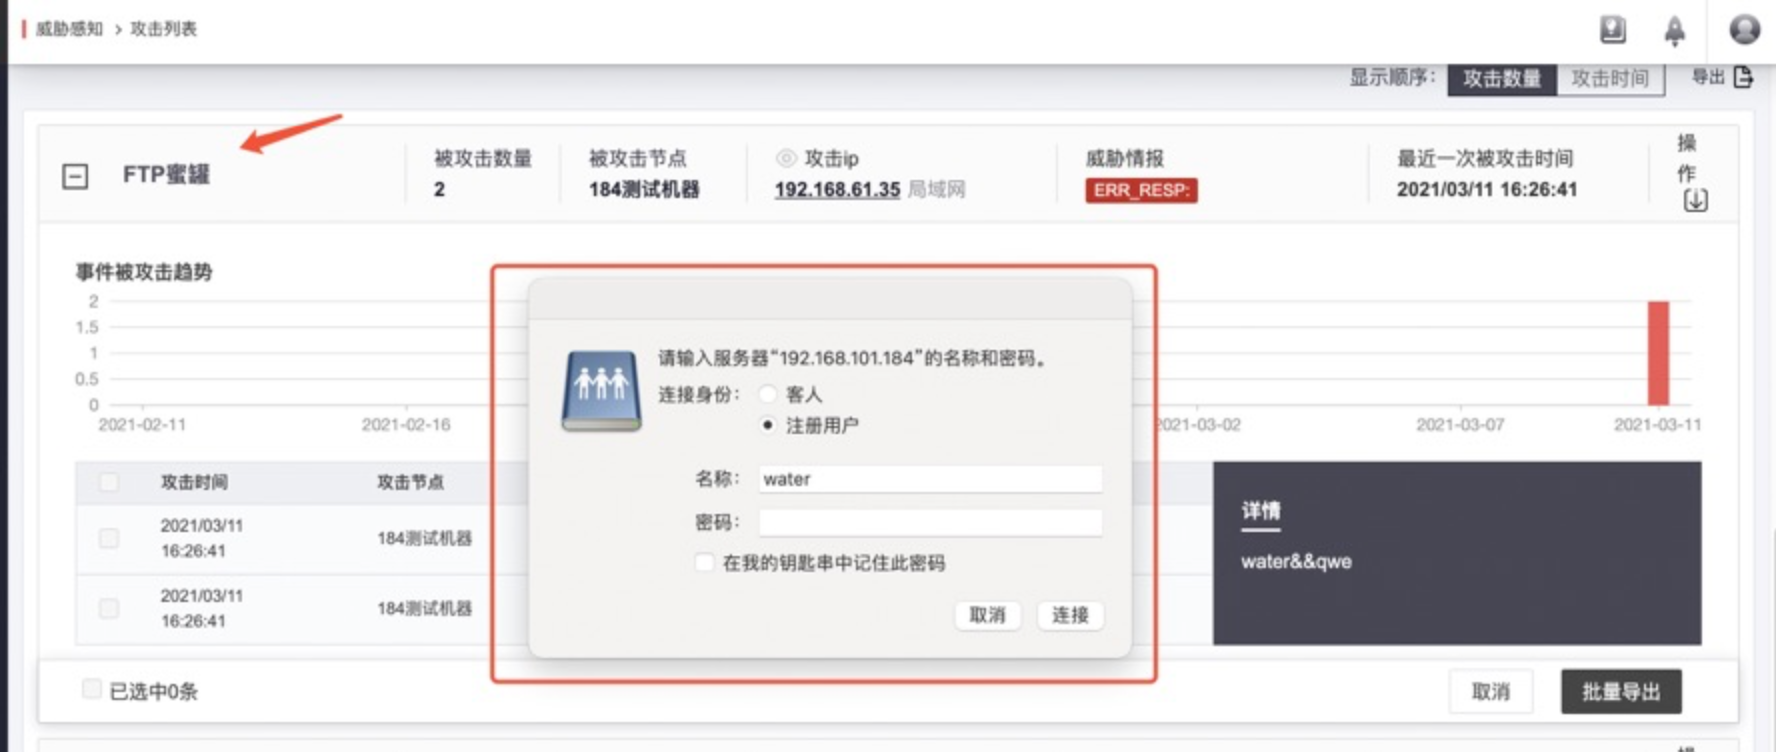 威胁感知 > 攻击列表
显示顺序： 攻击数量 攻击时间 导出
FTP蜜罐
被攻击数量
2
被攻击节点
184测试机器
攻击ip
192.168.61.35 局域网
威胁情报
ERR_RESP:
最近一次被攻击时间
2021/03/11 16:26:41
操
作
事件被攻击趋势
2
1.5
1
0.5
0
2021-02-11
2021-02-16
2021-03-02
2021-03-07
2021-03-11
请输入服务器“192.168.101.184”的名称和密码。
连接身份： 客人
注册用户
名称： water
密码：
在我的钥匙串中记住此密码
取消 连接
攻击时间 攻击节点
2021/03/11
16:26:41
184测试机器
2021/03/11
16:26:41
184测试机器
详情
water&&qwe
已选中0条
取消 批量导出